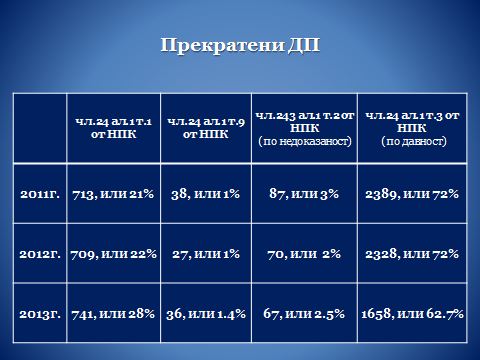 Прекратени ДП
чл.24 ал.1 т.1 от НПК
чл.24 ал.1 т.9 от НПК
чл.243 ал.1 т.2 от НПК
(по недоказаност)
чл.24 ал.1 т.3 от НПК
(по давност)
2011г. 713, или 21% 38, или 1% 87, или 3% 2389, или 72%
2012г. 709, или 22% 27, или 1% 70, или 2% 2328, или 72%
2013г. 741, или 28% 36, или 1.4% 67, или 2.5% 1658, или 62.7%